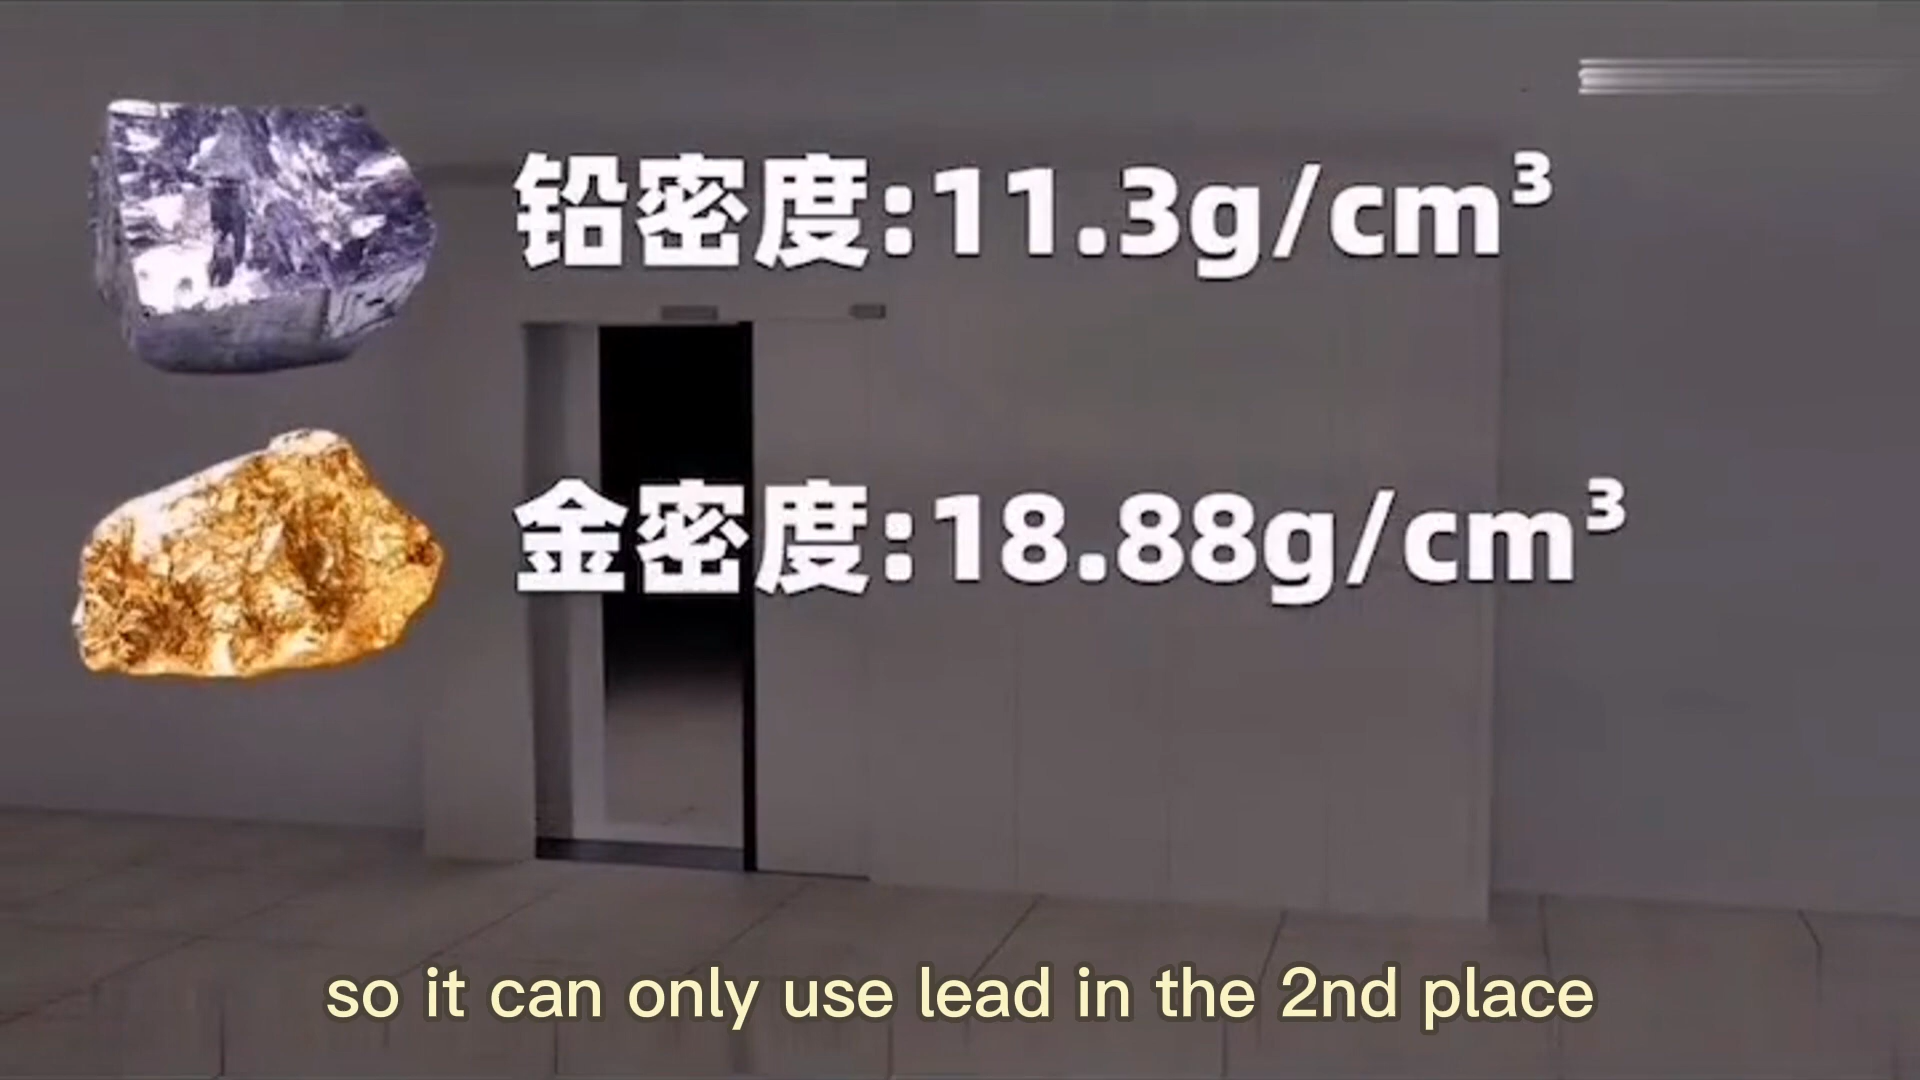 铅密度:11.3g/cm³
金密度:18.88g/cm³
so it can only use lead in the 2nd place